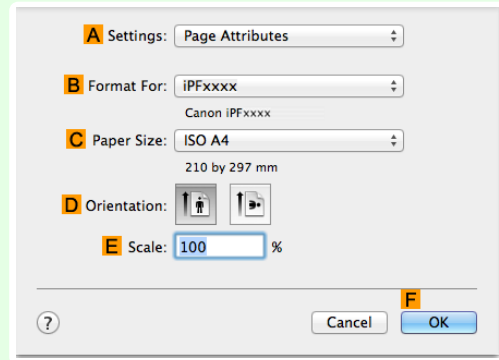 A Settings: Page Attributes
B Format For: iPFxxxx
Canon iPFxxxx
C Paper Size: ISO A4
210 by 297 mm
D Orientation:
E Scale: 100 %
F
? Cancel OK